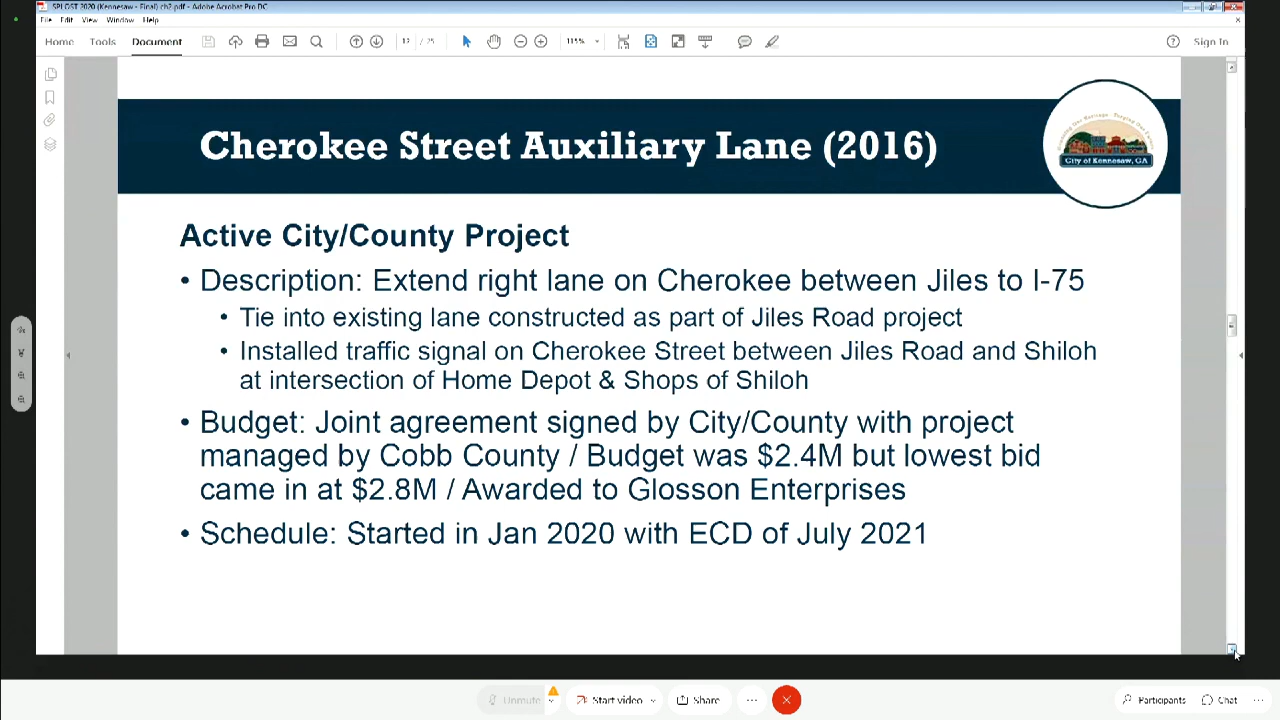 SPLOST 2020 (Kennesaw - Final) ch2.pdf - Adobe Acrobat Pro DC
File Edit View Window Help
Home Tools Document
/ 25
115%
Sign In
Cherokee Street Auxiliary Lane (2016)
City of Kennesaw, GA
Active City/County Project
• Description: Extend right lane on Cherokee between Jiles to I-75
• Tie into existing lane constructed as part of Jiles Road project
• Installed traffic signal on Cherokee Street between Jiles Road and Shiloh
at intersection of Home Depot & Shops of Shiloh
• Budget: Joint agreement signed by City/County with project
managed by Cobb County / Budget was $2.4M but lowest bid
came in at $2.8M / Awarded to Glosson Enterprises
• Schedule: Started in Jan 2020 with ECD of July 2021
Unmute Start video Share Participants Chat